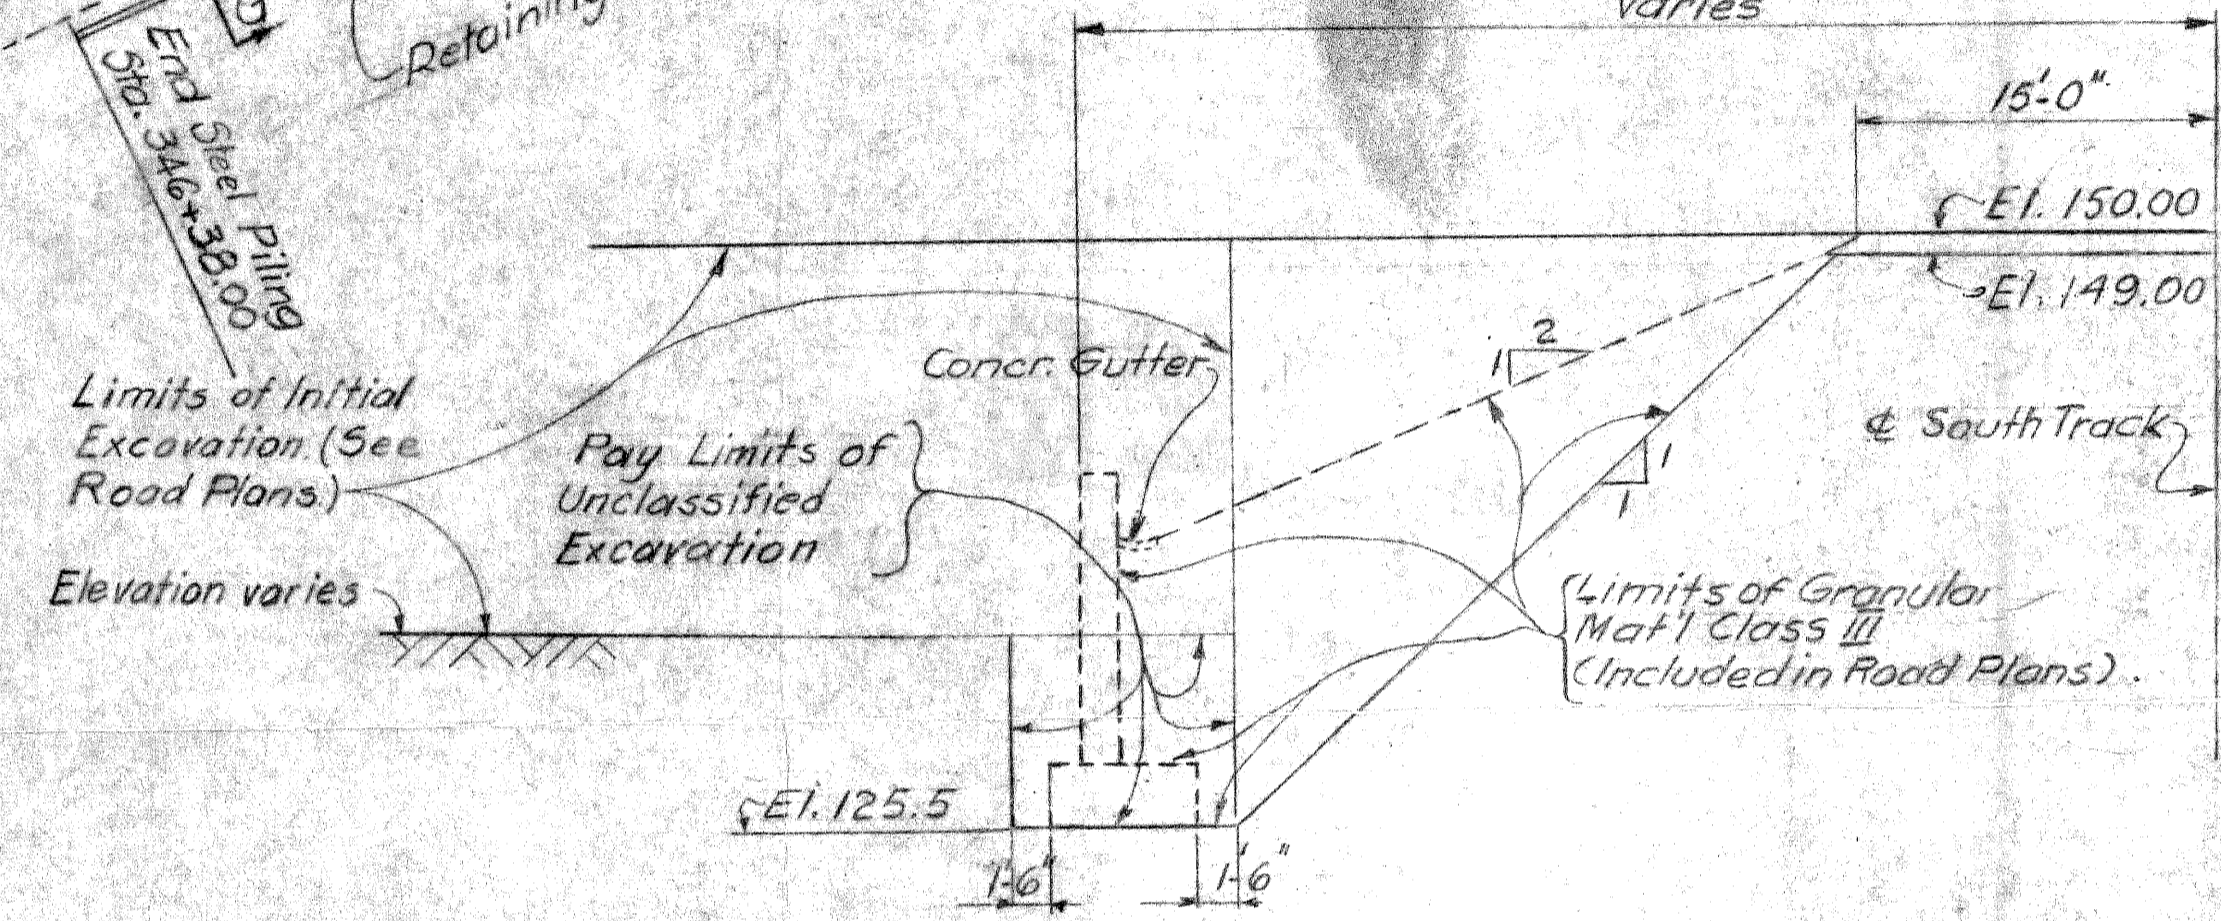 varies
Retaining
End Steel Piling
Sta. 346+38.00
15'-0"
El. 150.00
El. 149.00
Concr. Gutter
2
1
Limits of Initial
Excavation (See
Road Plans.)
Pay Limits of
Unclassified
Excavation
℄ South Track
1
1
Elevation varies
Limits of Granular
Mat'l Class III
(Included in Road Plans).
El. 125.5
1'-6"
1'-6"